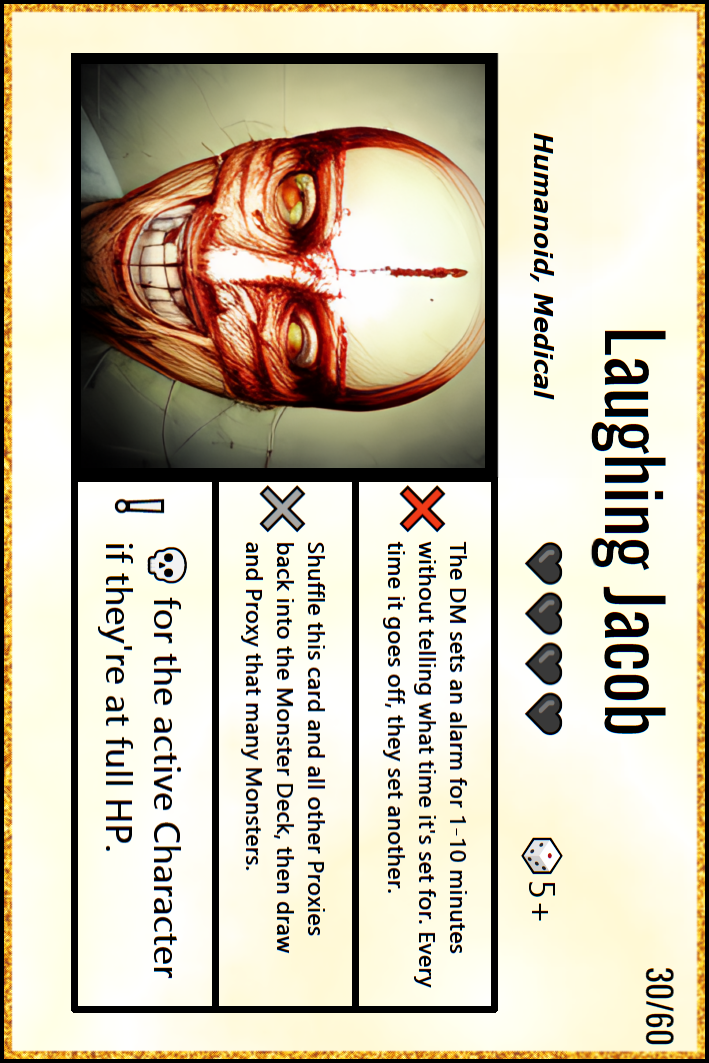 Laughing Jacob
30/60
Humanoid, Medical
5+
The DM sets an alarm for 1-10 minutes
without telling what time it's set for. Every
time it goes off, they set another.
Shuffle this card and all other Proxies
back into the Monster Deck, then draw
and Proxy that many Monsters.
for the active Character
if they're at full HP.